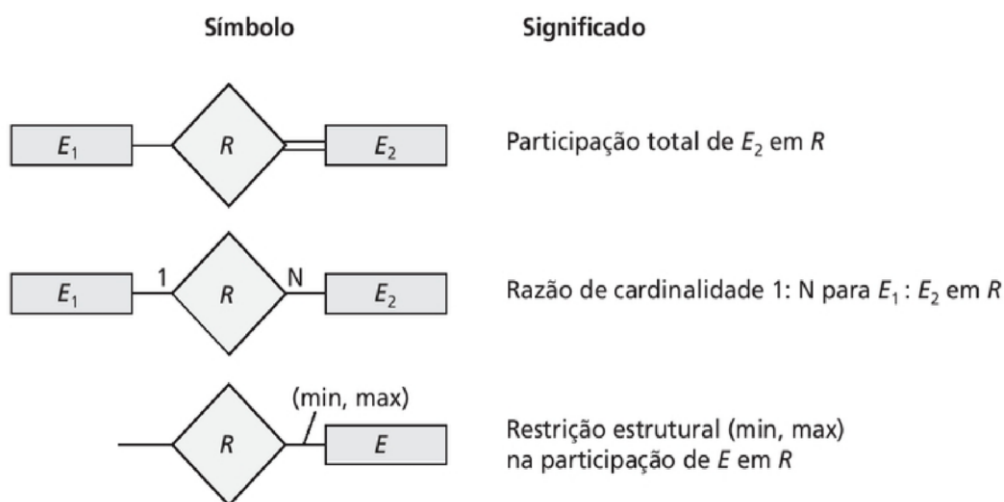 Símbolo Significado
E₁ R E₂ Participação total de E₂ em R
E₁ 1 R N E₂ Razão de cardinalidade 1: N para E₁ : E₂ em R
(min, max)
R E Restrição estrutural (min, max)
na participação de E em R